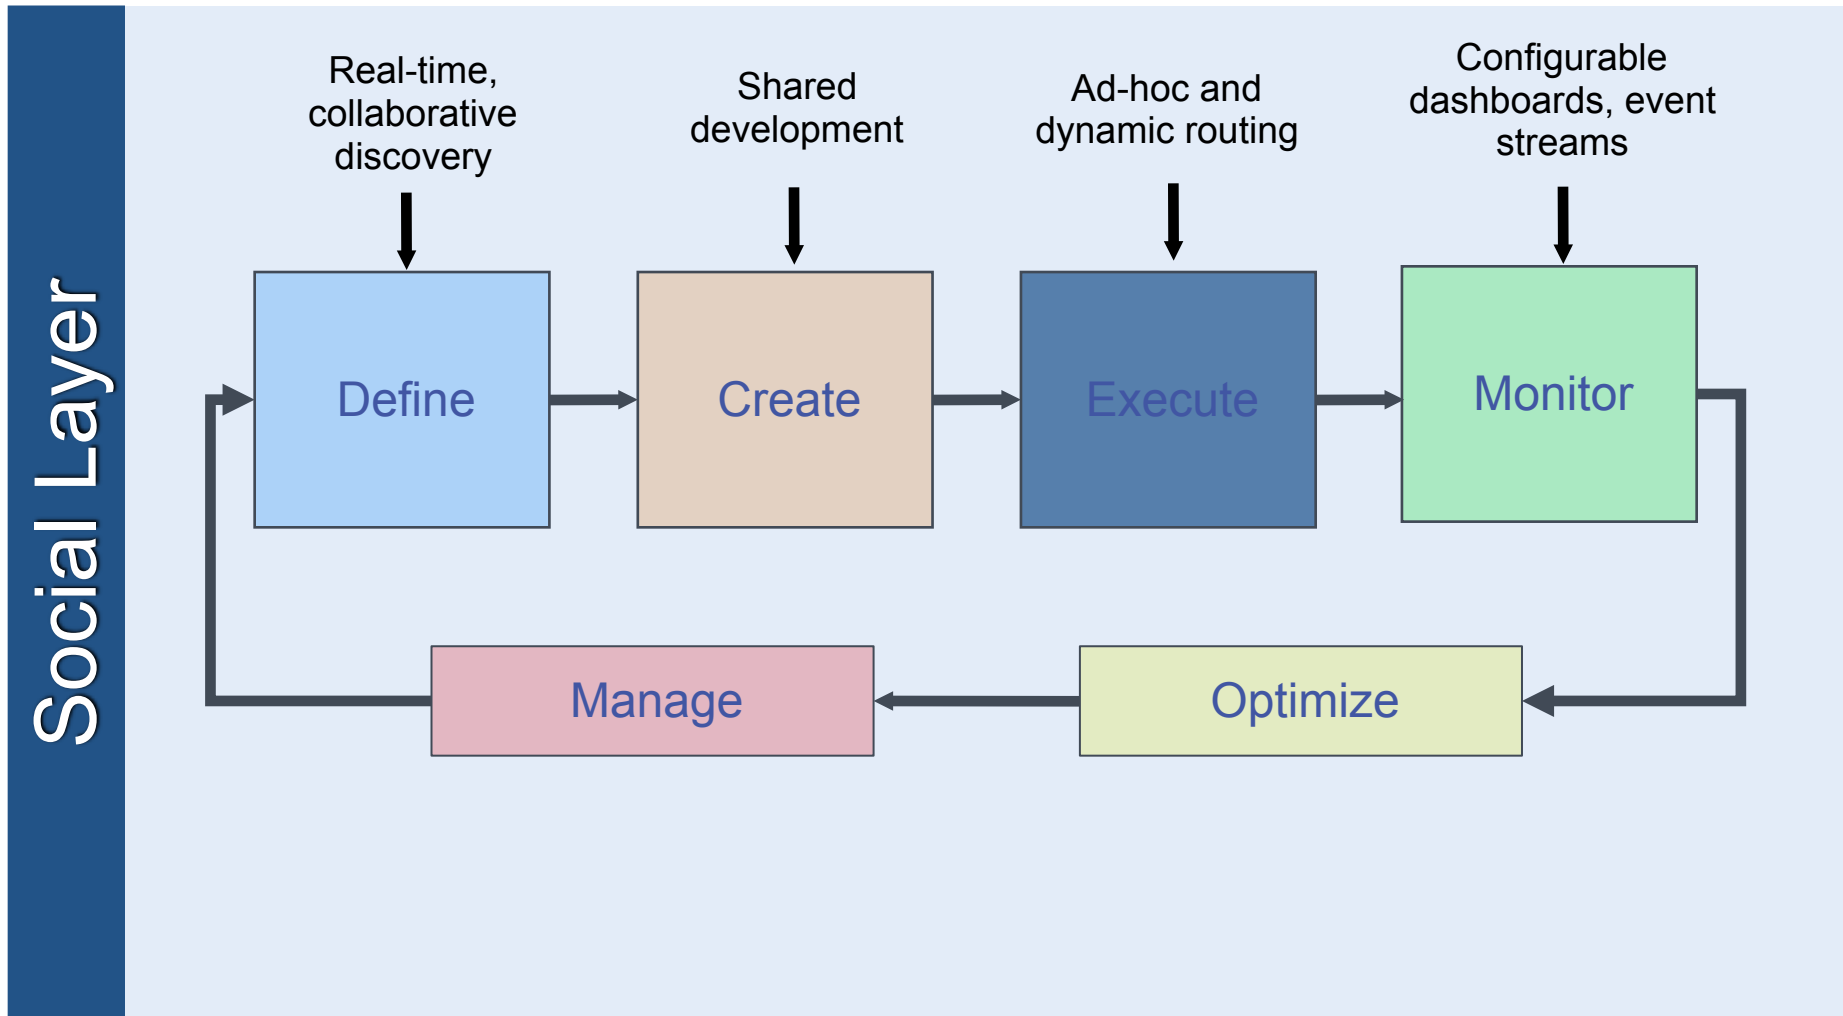 Social Layer
Real-time,
collaborative
discovery
Shared
development
Ad-hoc and
dynamic routing
Configurable
dashboards, event
streams
Define
Create
Execute
Monitor
Manage
Optimize